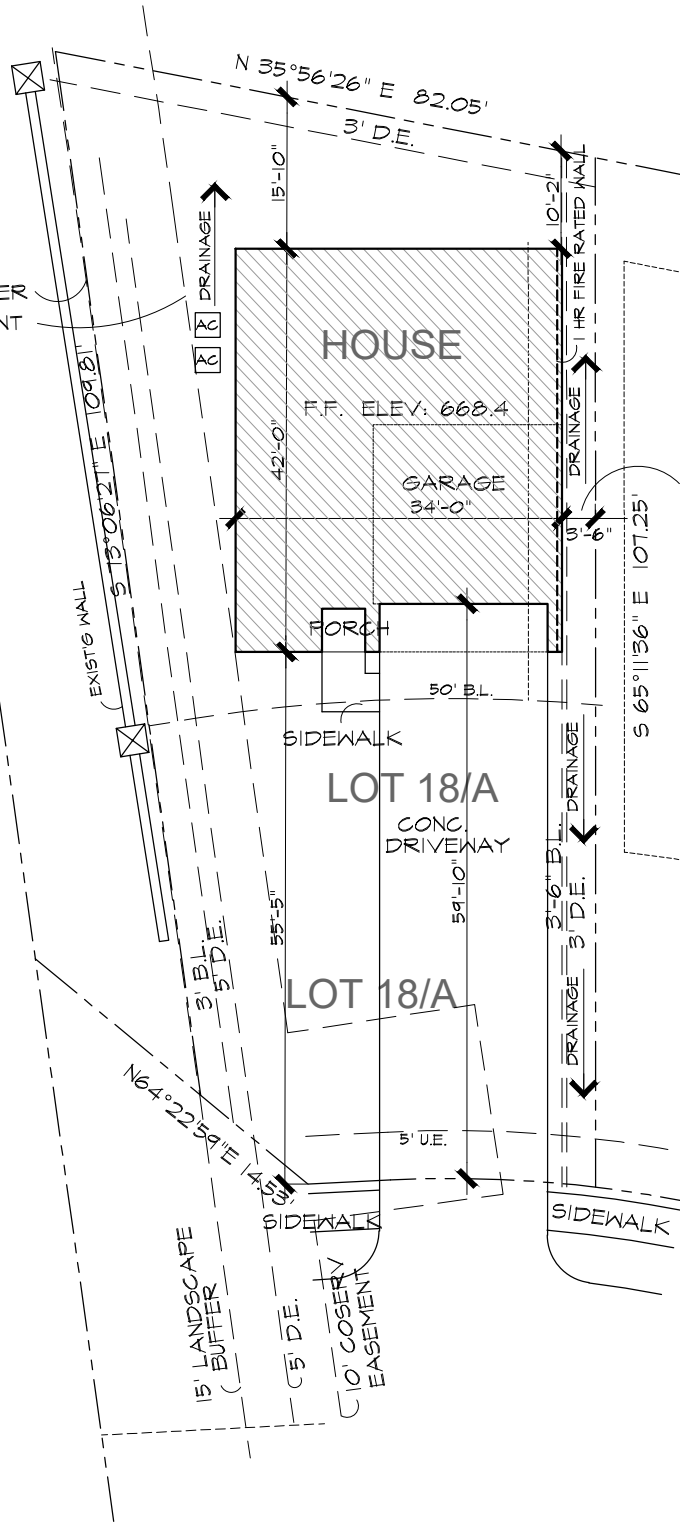 N 35°56'26" E 82.05'
3' D.E.
15'-10"
10'-2"
1 HR FIRE RATED WALL
DRAINAGE
ER
NT
AC
AC
HOUSE
F.F. ELEV: 668.4
S 13°06'21" E 109.81'
42'-0"
GARAGE
34'-0"
DRAINAGE
3'-6"
S 65°11'36" E 107.25'
EXIST'G WALL
PORCH
50' B.L.
SIDEWALK
LOT 18/A
CONC.
DRIVEWAY
DRAINAGE
55'-5"
59'-10"
3'-6" B.L.
3' D.E.
3' B.L.
5' D.E.
LOT 18/A
DRAINAGE
N64°22'59"E 14.53'
5' U.E.
SIDEWALK
SIDEWALK
15' LANDSCAPE
BUFFER
5' D.E.
10' COSERV
EASEMENT